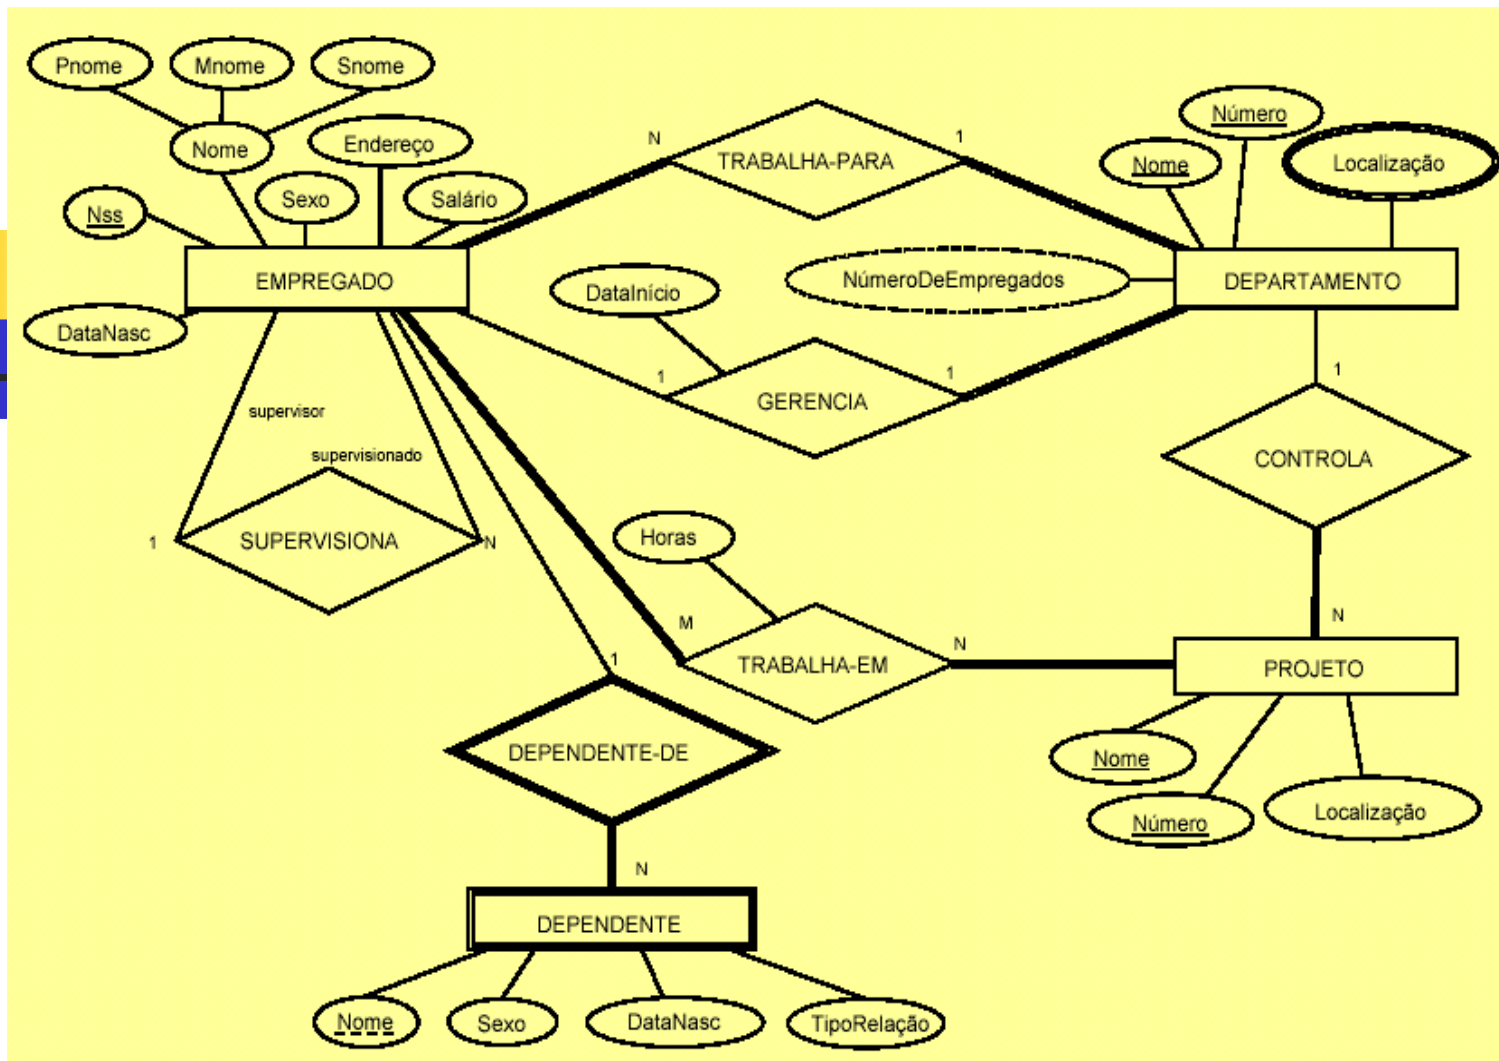 Pnome
Mnome
Snome
Nome
Endereço
Nss
Sexo
Salário
EMPREGADO
DataNasc
N
TRABALHA-PARA
1
Número
Nome
Localização
NúmeroDeEmpregados
DEPARTAMENTO
DataInício
1
GERENCIA
1
supervisor
supervisionado
1
SUPERVISIONA
N
1
CONTROLA
N
Horas
M
TRABALHA-EM
N
PROJETO
Nome
Número
Localização
1
DEPENDENTE-DE
N
DEPENDENTE
Nome
Sexo
DataNasc
TipoRelação